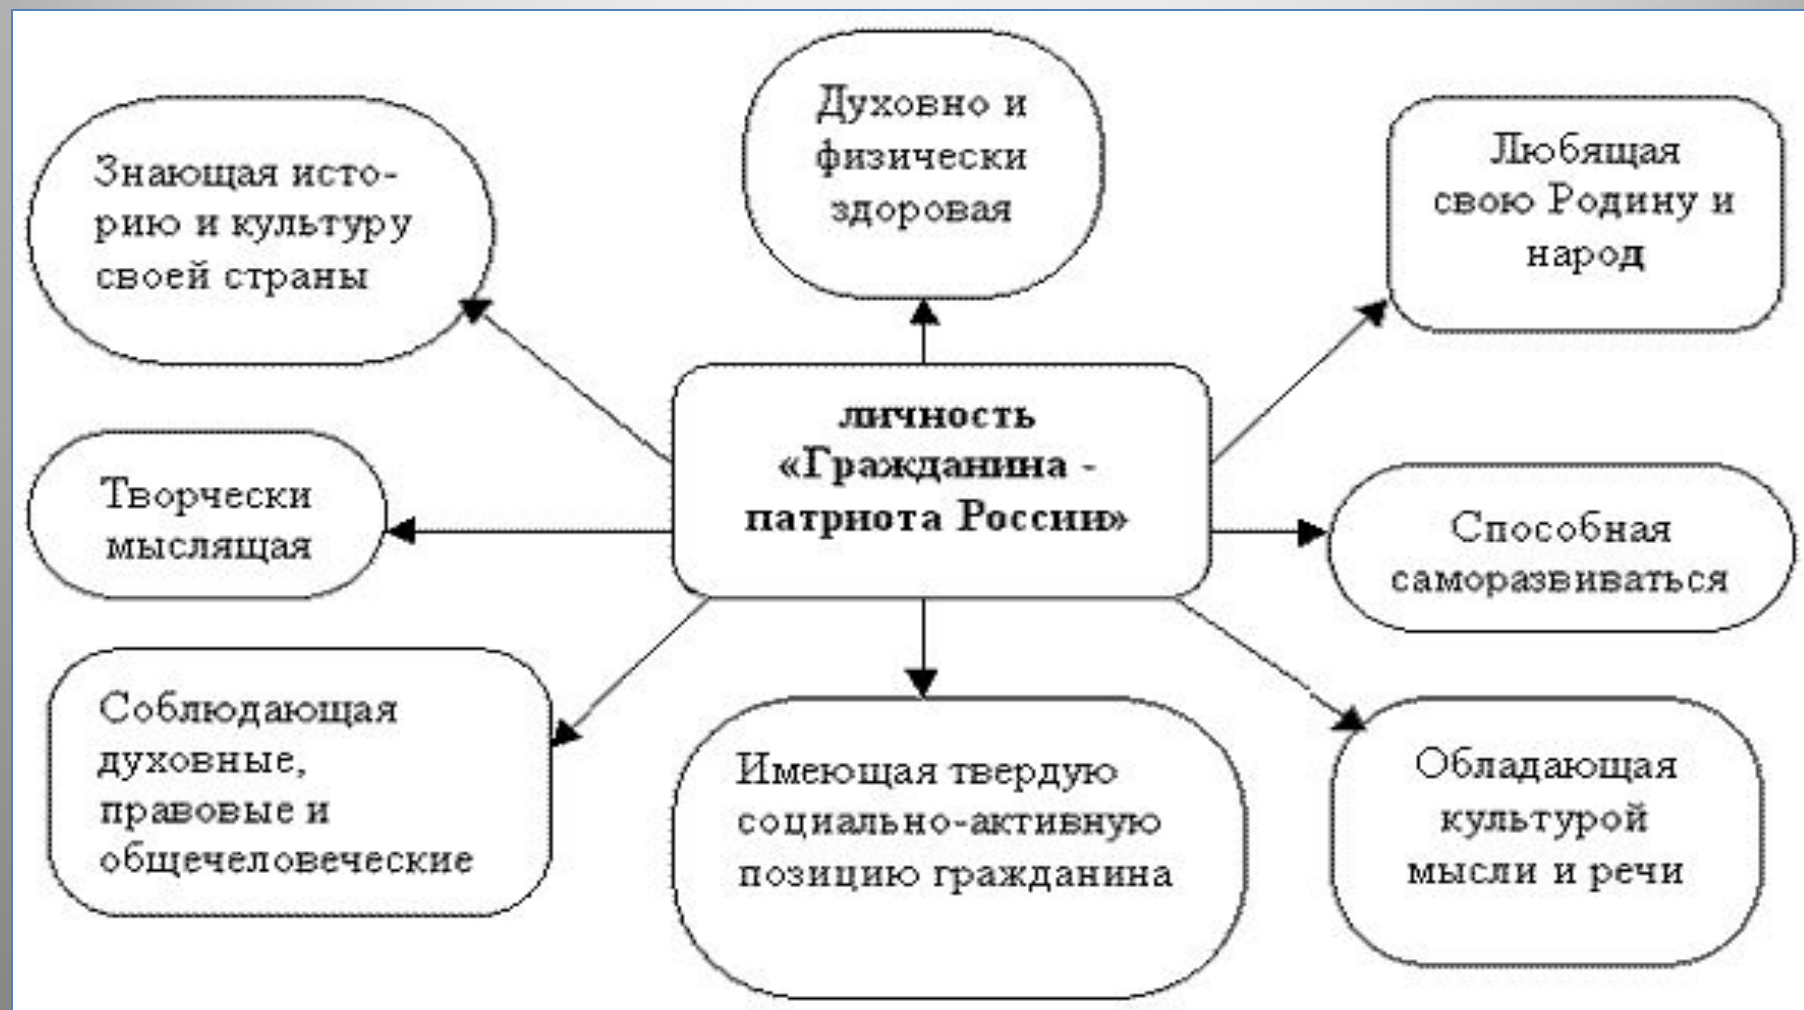 Духовно и
физически
здоровая
Знающая исто-
рию и культуру
своей страны
Любящая
свою Родину и
народ
личность
«Гражданина -
патриота России»
Творчески
мыслящая
Способная
саморазвиваться
Соблюдающая
духовные,
правовые и
общечеловеческие
Имеющая твердую
социально-активную
позицию гражданина
Обладающая
культурой
мысли и речи